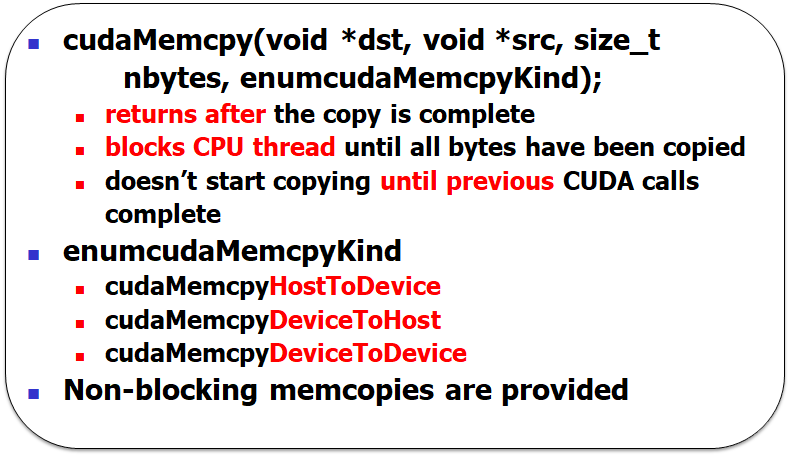 cudaMemcpy(void *dst, void *src, size_t
nbytes, enumcudaMemcpyKind);
returns after the copy is complete
blocks CPU thread until all bytes have been copied
doesn’t start copying until previous CUDA calls
complete
enumcudaMemcpyKind
cudaMemcpyHostToDevice
cudaMemcpyDeviceToHost
cudaMemcpyDeviceToDevice
Non-blocking memcopies are provided